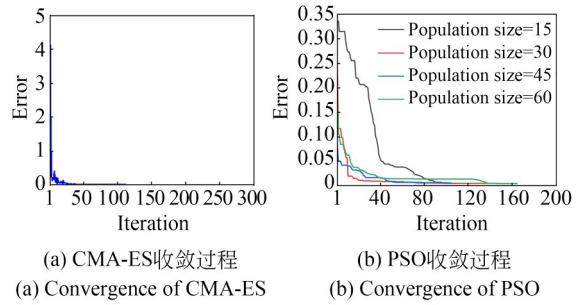 5
4
3
2
1
0
Error
1 50 100 150 200 250 300
Iteration
(a) CMA-ES收敛过程
(a) Convergence of CMA-ES
0.35
0.30
0.25
0.20
0.15
0.10
0.05
0
Error
Population size=15
Population size=30
Population size=45
Population size=60
1 40 80 120 160 200
Iteration
(b) PSO收敛过程
(b) Convergence of PSO